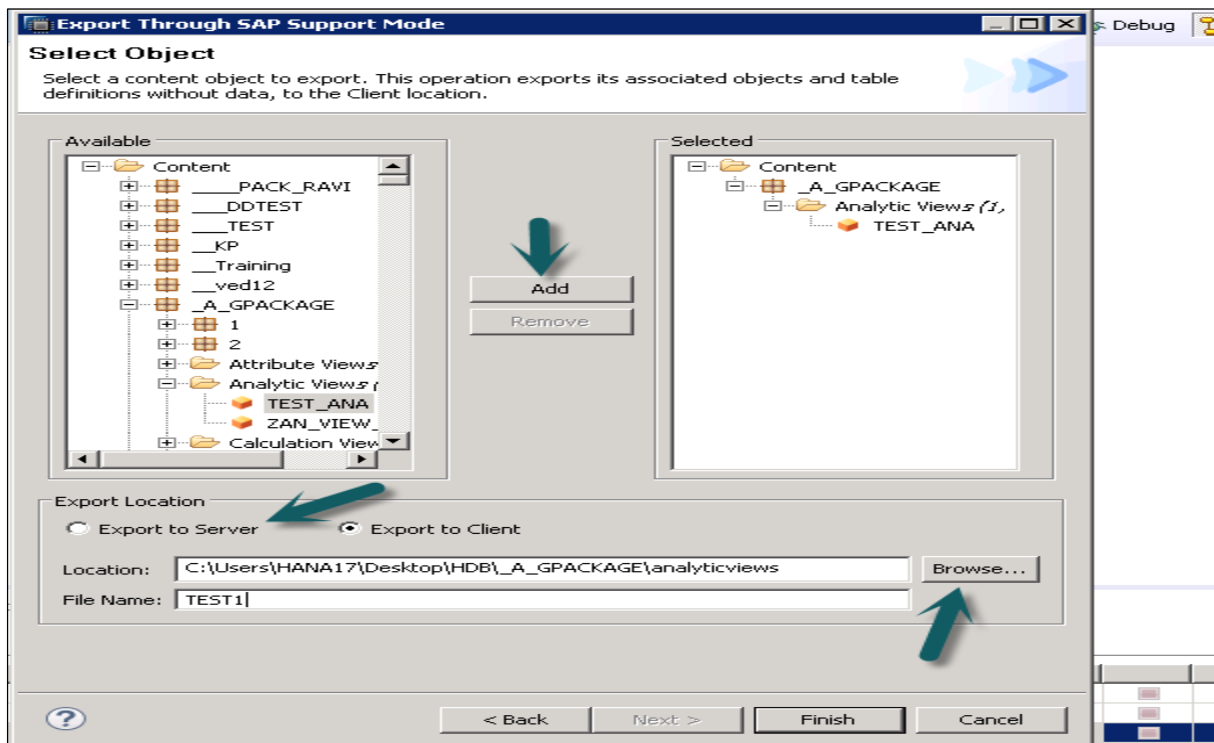 Export Through SAP Support Mode
Debug
Select Object
Select a content object to export. This operation exports its associated objects and table
definitions without data, to the Client location.
Available
Content
____PACK_RAVI
___DDTEST
___TEST
__KP
__Training
__ved12
_A_GPACKAGE
1
2
Attribute Views
Analytic Views (
TEST_ANA
ZAN_VIEW_
Calculation View
Add
Remove
Selected
Content
_A_GPACKAGE
Analytic Views (1,
TEST_ANA
Export Location
Export to Server
Export to Client
Location: C:\Users\HANA17\Desktop\HDB\_A_GPACKAGE\analyticviews Browse...
File Name: TEST1
? < Back Next > Finish Cancel